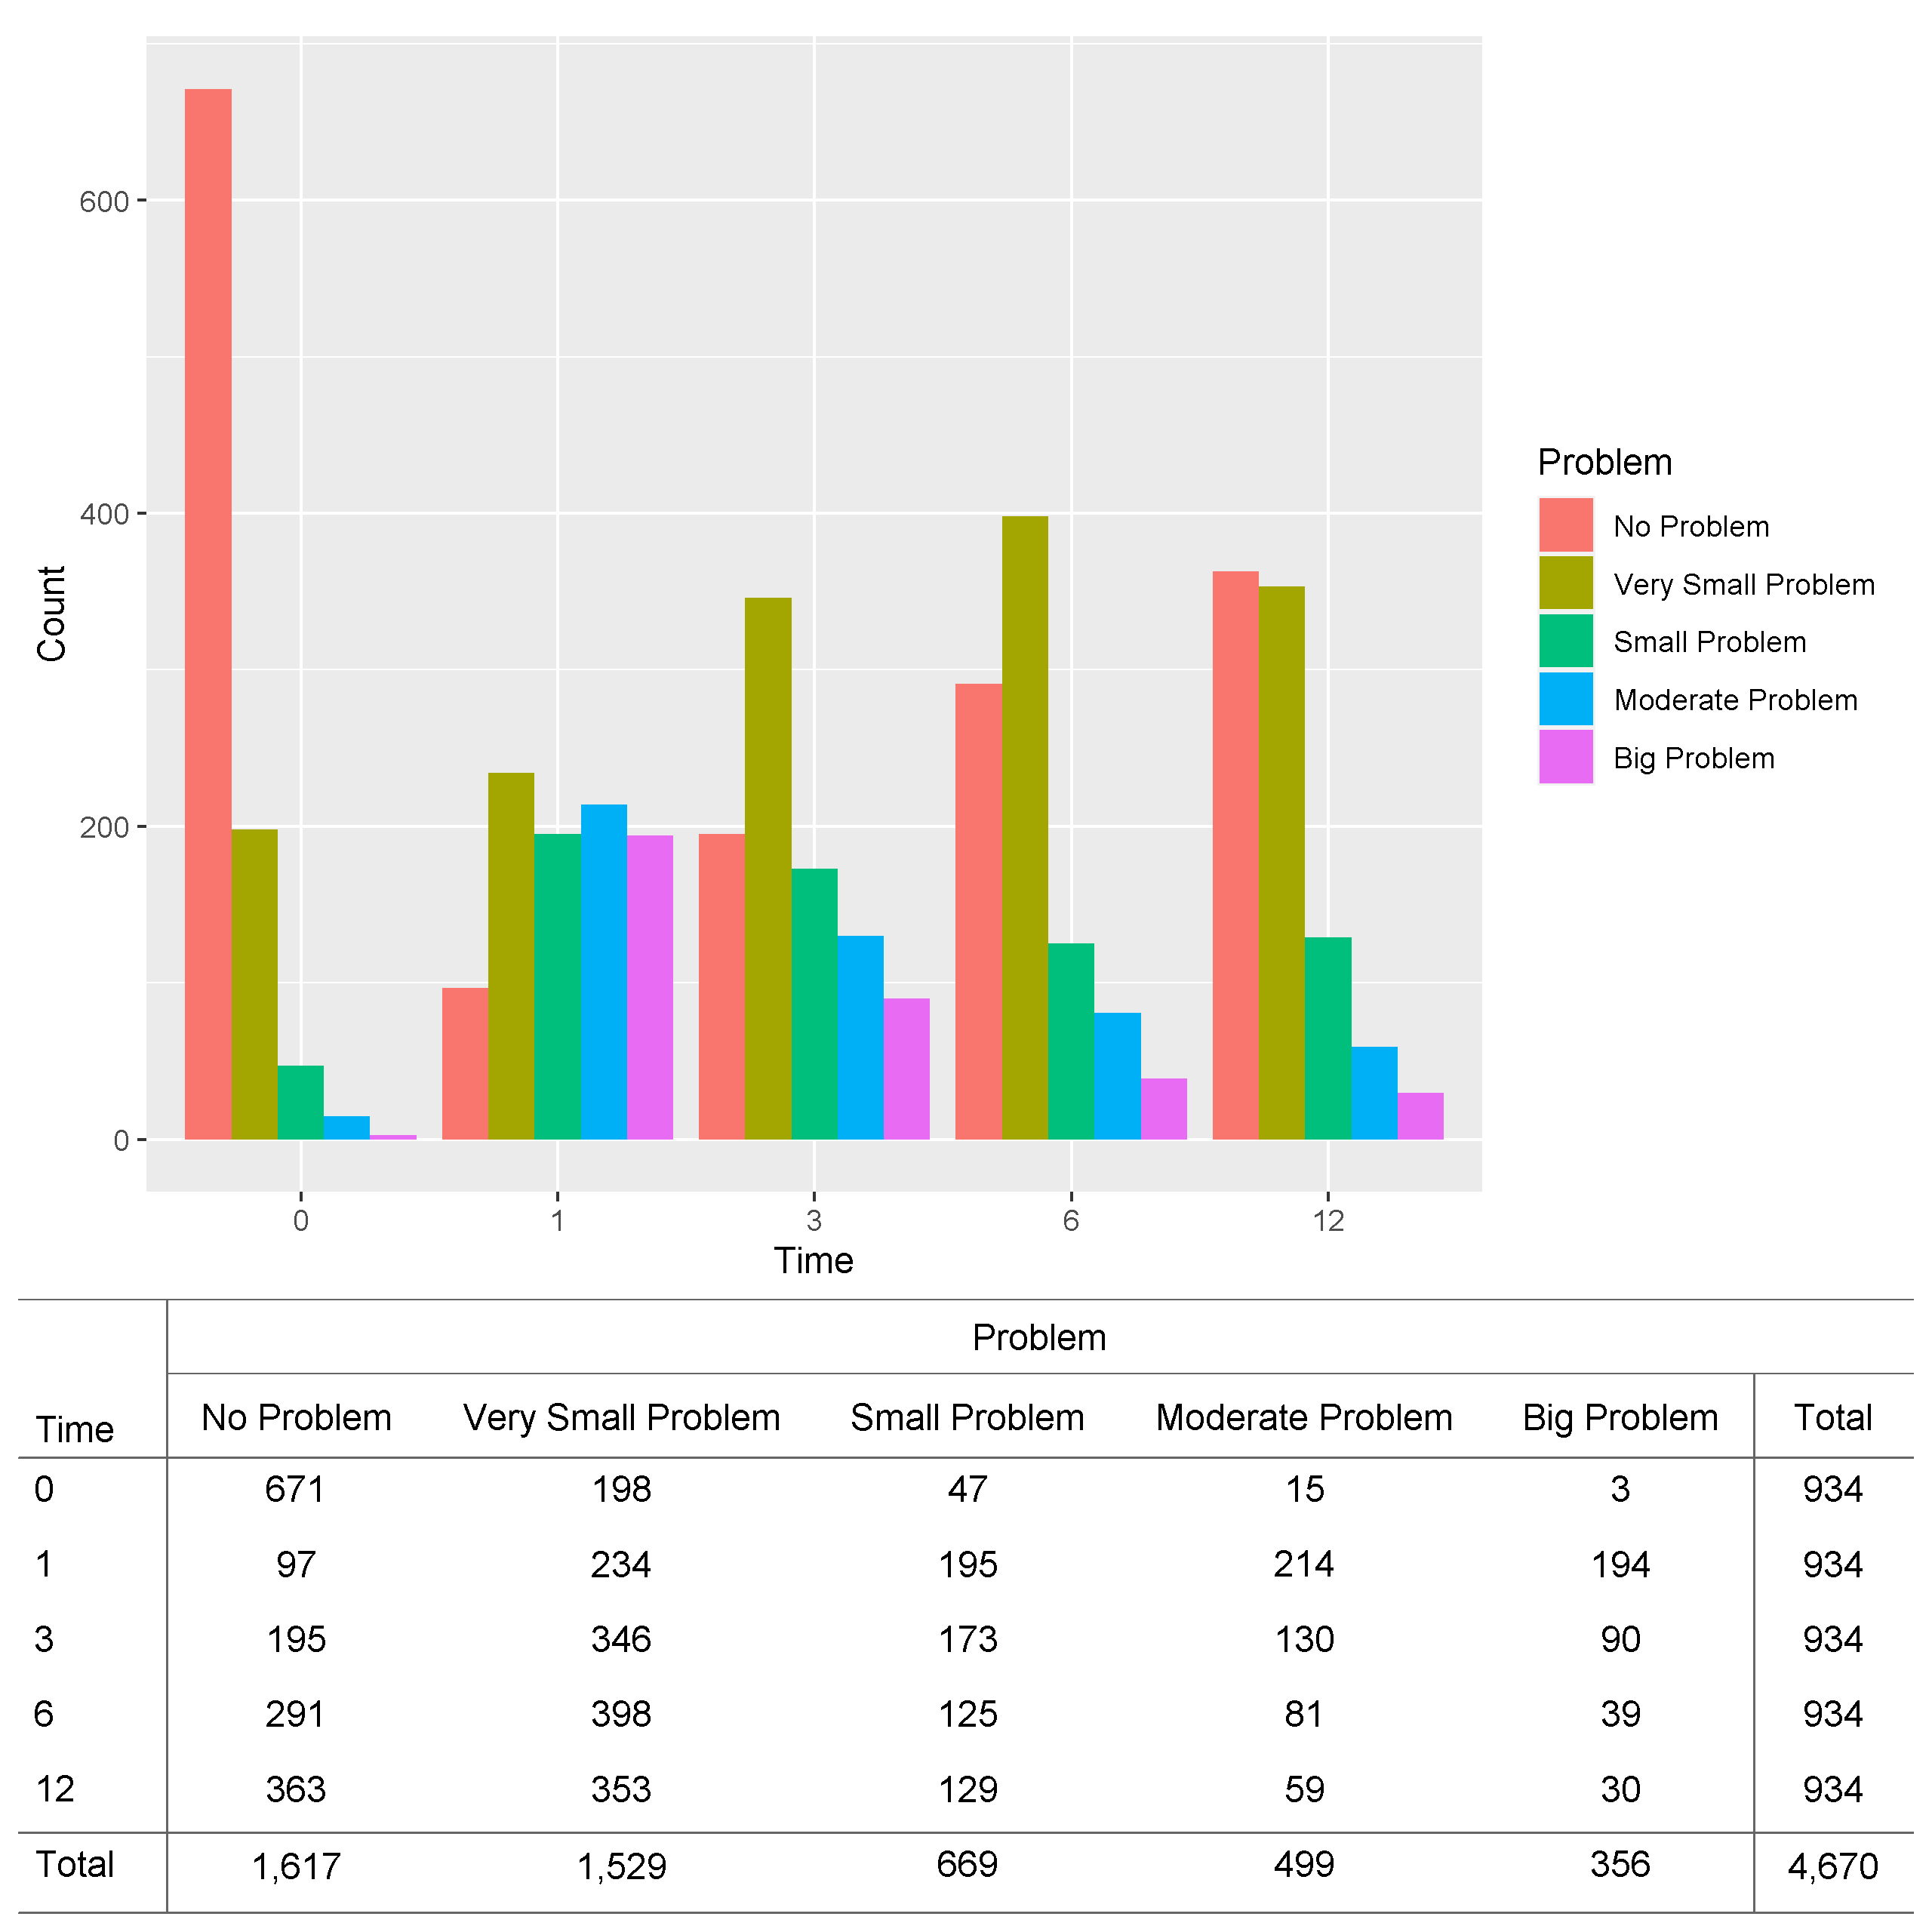 600
400
200
0
Count
0 1 3 6 12
Time
Problem
No Problem
Very Small Problem
Small Problem
Moderate Problem
Big Problem
Problem
Time No Problem Very Small Problem Small Problem Moderate Problem Big Problem Total
0 671 198 47 15 3 934
1 97 234 195 214 194 934
3 195 346 173 130 90 934
6 291 398 125 81 39 934
12 363 353 129 59 30 934
Total 1,617 1,529 669 499 356 4,670